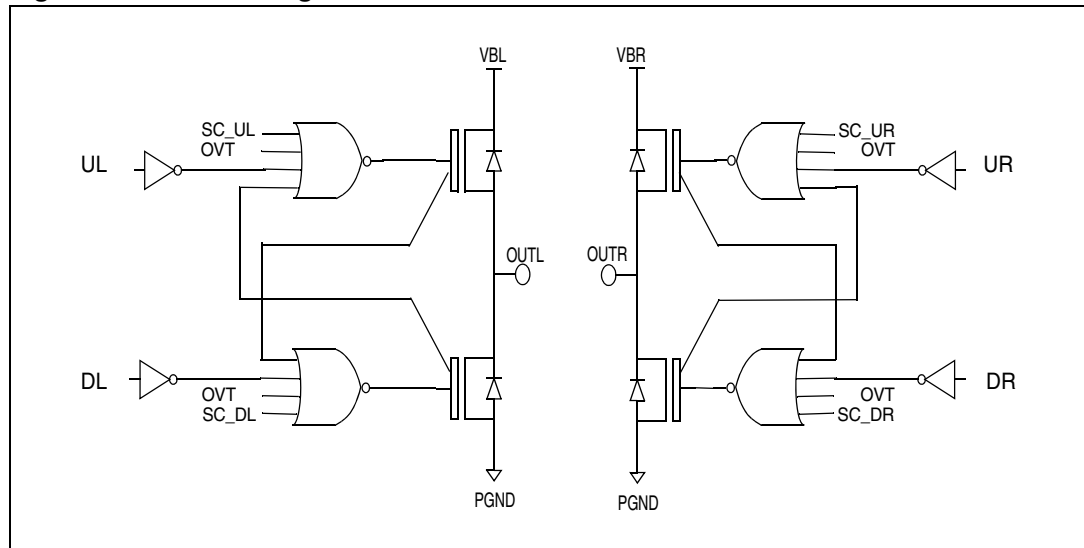 VBL VBR
SC_UL SC_UR
OVT OVT
UL UR
OUTL OUTR
DL DR
OVT OVT
SC_DL SC_DR
PGND PGND